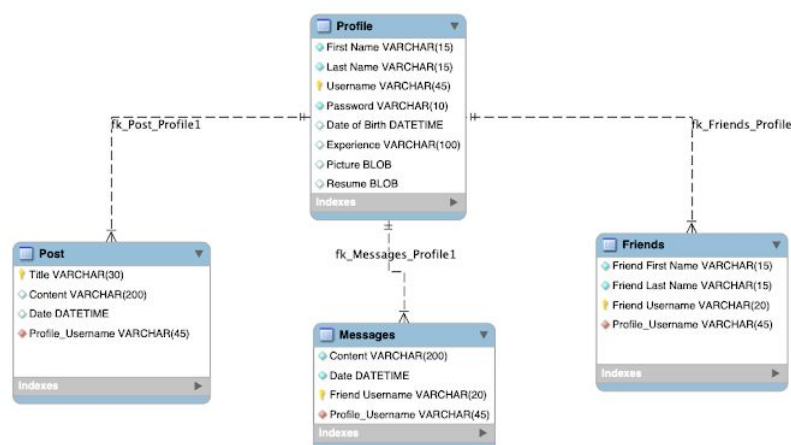 Profile
First Name VARCHAR(15)
Last Name VARCHAR(15)
Username VARCHAR(45)
Password VARCHAR(10)
Date of Birth DATETIME
Experience VARCHAR(100)
Picture BLOB
Resume BLOB
Indexes
fk_Post_Profile1
fk_Friends_Profile
fk_Messages_Profile1
Post
Title VARCHAR(30)
Content VARCHAR(200)
Date DATETIME
Profile_Username VARCHAR(45)
Indexes
Messages
Content VARCHAR(200)
Date DATETIME
Friend Username VARCHAR(20)
Profile_Username VARCHAR(45)
Indexes
Friends
Friend First Name VARCHAR(15)
Friend Last Name VARCHAR(15)
Friend Username VARCHAR(20)
Profile_Username VARCHAR(45)
Indexes